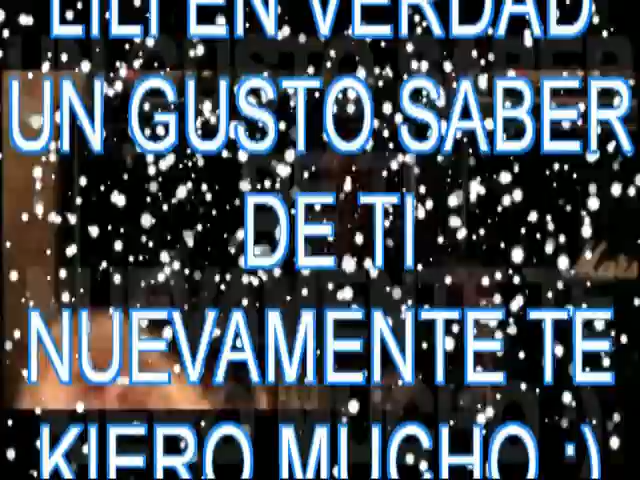 LILI EN VERDAD
UN GUSTO SABER
DE TI
NUEVAMENTE TE
KIERO MUCHO :)